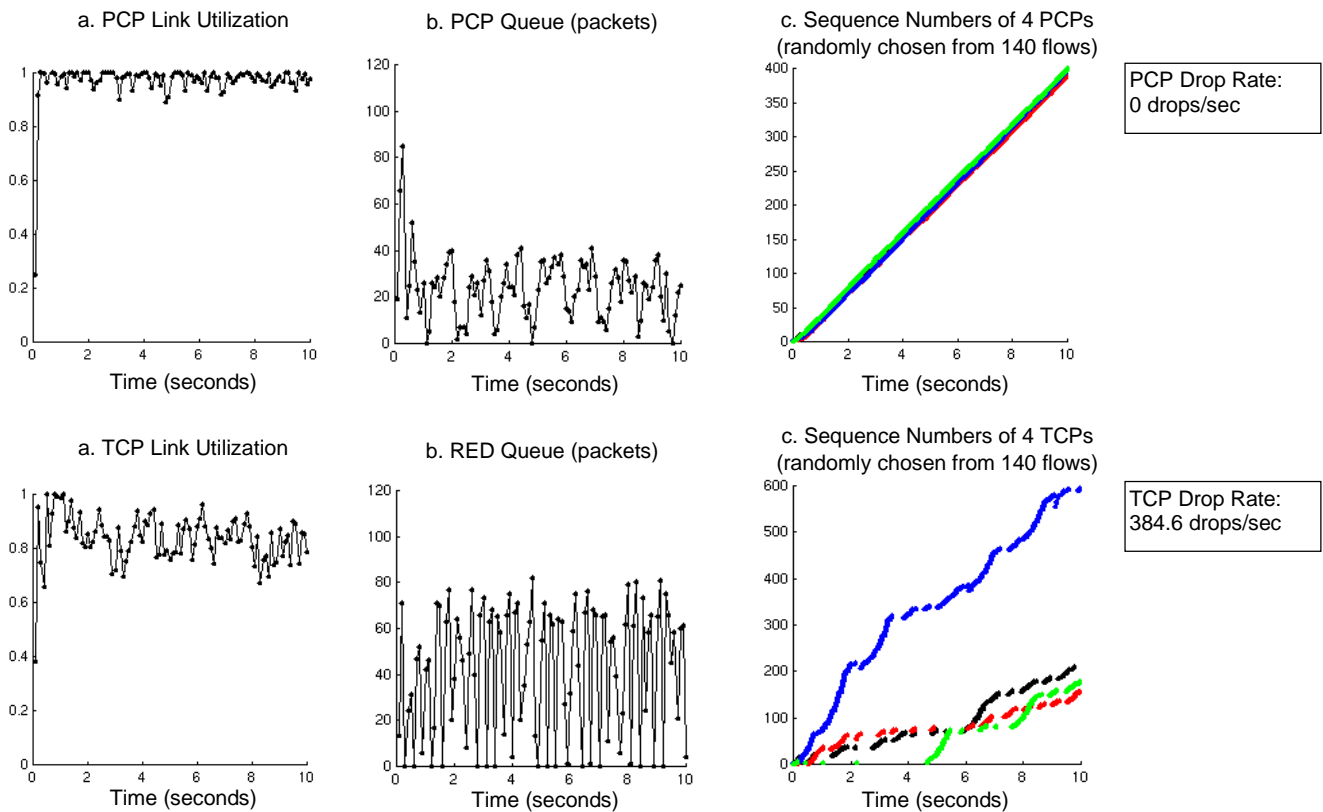 a. PCP Link Utilization
b. PCP Queue (packets)
c. Sequence Numbers of 4 PCPs
(randomly chosen from 140 flows)
PCP Drop Rate:
0 drops/sec
1
0.8
0.6
0.4
0.2
0
0 2 4 6 8 10
Time (seconds)
120
100
80
60
40
20
0
0 2 4 6 8 10
Time (seconds)
400
350
300
250
200
150
100
50
0
0 2 4 6 8 10
Time (seconds)
a. TCP Link Utilization
b. RED Queue (packets)
c. Sequence Numbers of 4 TCPs
(randomly chosen from 140 flows)
TCP Drop Rate:
384.6 drops/sec
1
0.8
0.6
0.4
0.2
0
0 2 4 6 8 10
Time (seconds)
120
100
80
60
40
20
0
0 2 4 6 8 10
Time (seconds)
600
500
400
300
200
100
0
0 2 4 6 8 10
Time (seconds)